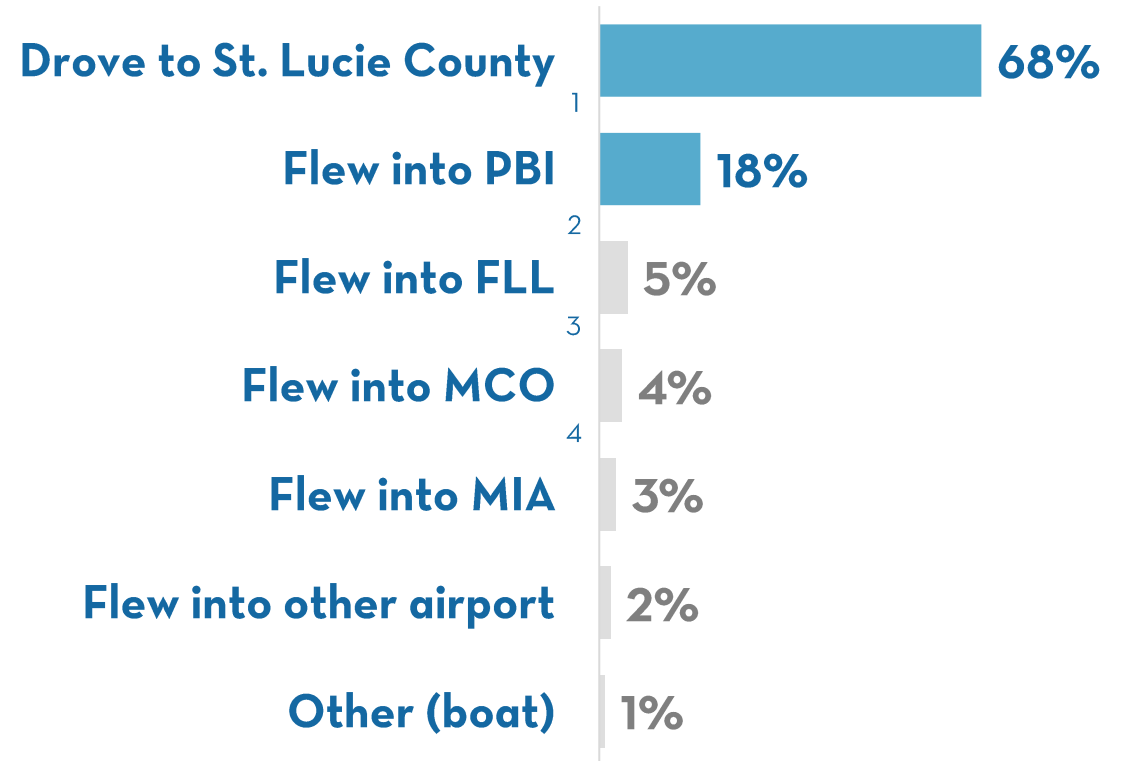 Drove to St. Lucie County 68%
1
Flew into PBI 18%
2
Flew into FLL 5%
3
Flew into MCO 4%
4
Flew into MIA 3%
Flew into other airport 2%
Other (boat) 1%